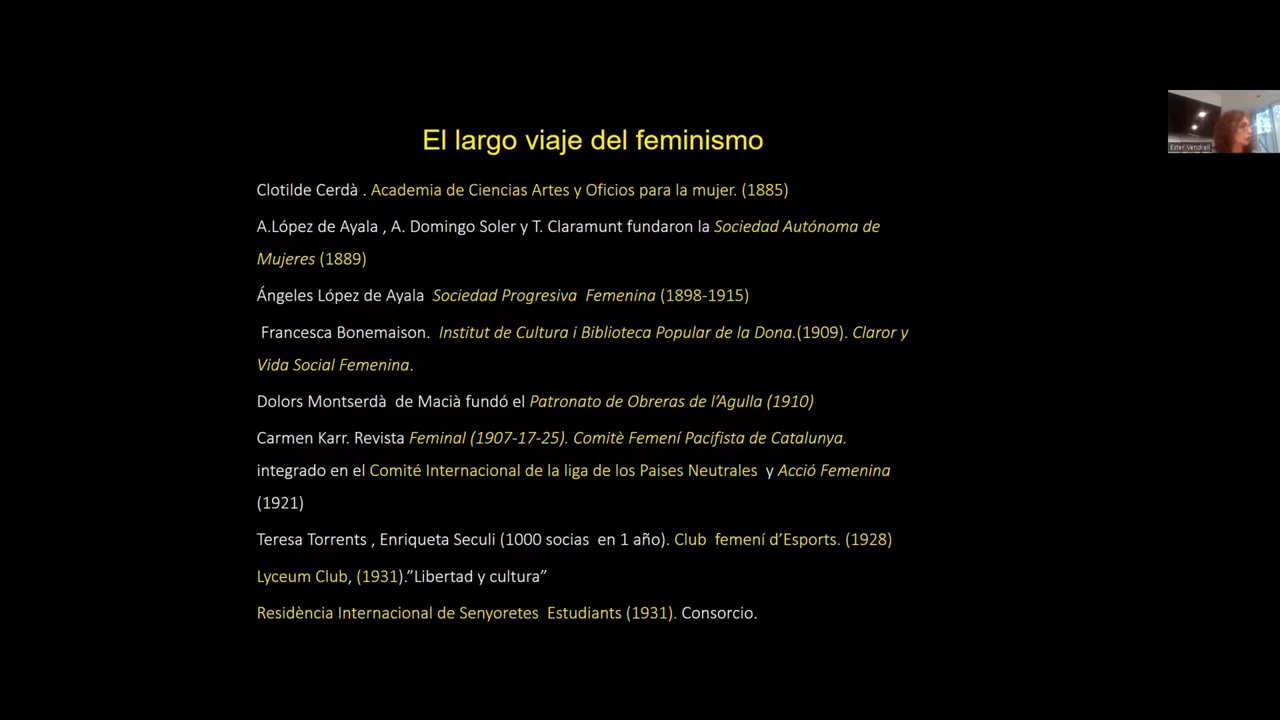 El largo viaje del feminismo
Clotilde Cerdà . Academia de Ciencias Artes y Oficios para la mujer. (1885)
A.López de Ayala , A. Domingo Soler y T. Claramunt fundaron la Sociedad Autónoma de
Mujeres (1889)
Ángeles López de Ayala Sociedad Progresiva Femenina (1898-1915)
Francesca Bonemaison. Institut de Cultura i Biblioteca Popular de la Dona.(1909). Claror y
Vida Social Femenina.
Dolors Montserdà de Macià fundó el Patronato de Obreras de l’Agulla (1910)
Carmen Karr. Revista Feminal (1907-17-25). Comitè Femení Pacifista de Catalunya.
integrado en el Comité Internacional de la liga de los Paises Neutrales y Acció Femenina
(1921)
Teresa Torrents , Enriqueta Seculi (1000 socias en 1 año). Club femení d’Esports. (1928)
Lyceum Club, (1931).”Libertad y cultura”
Residència Internacional de Senyoretes Estudiants (1931). Consorcio.
Ester Vendrell